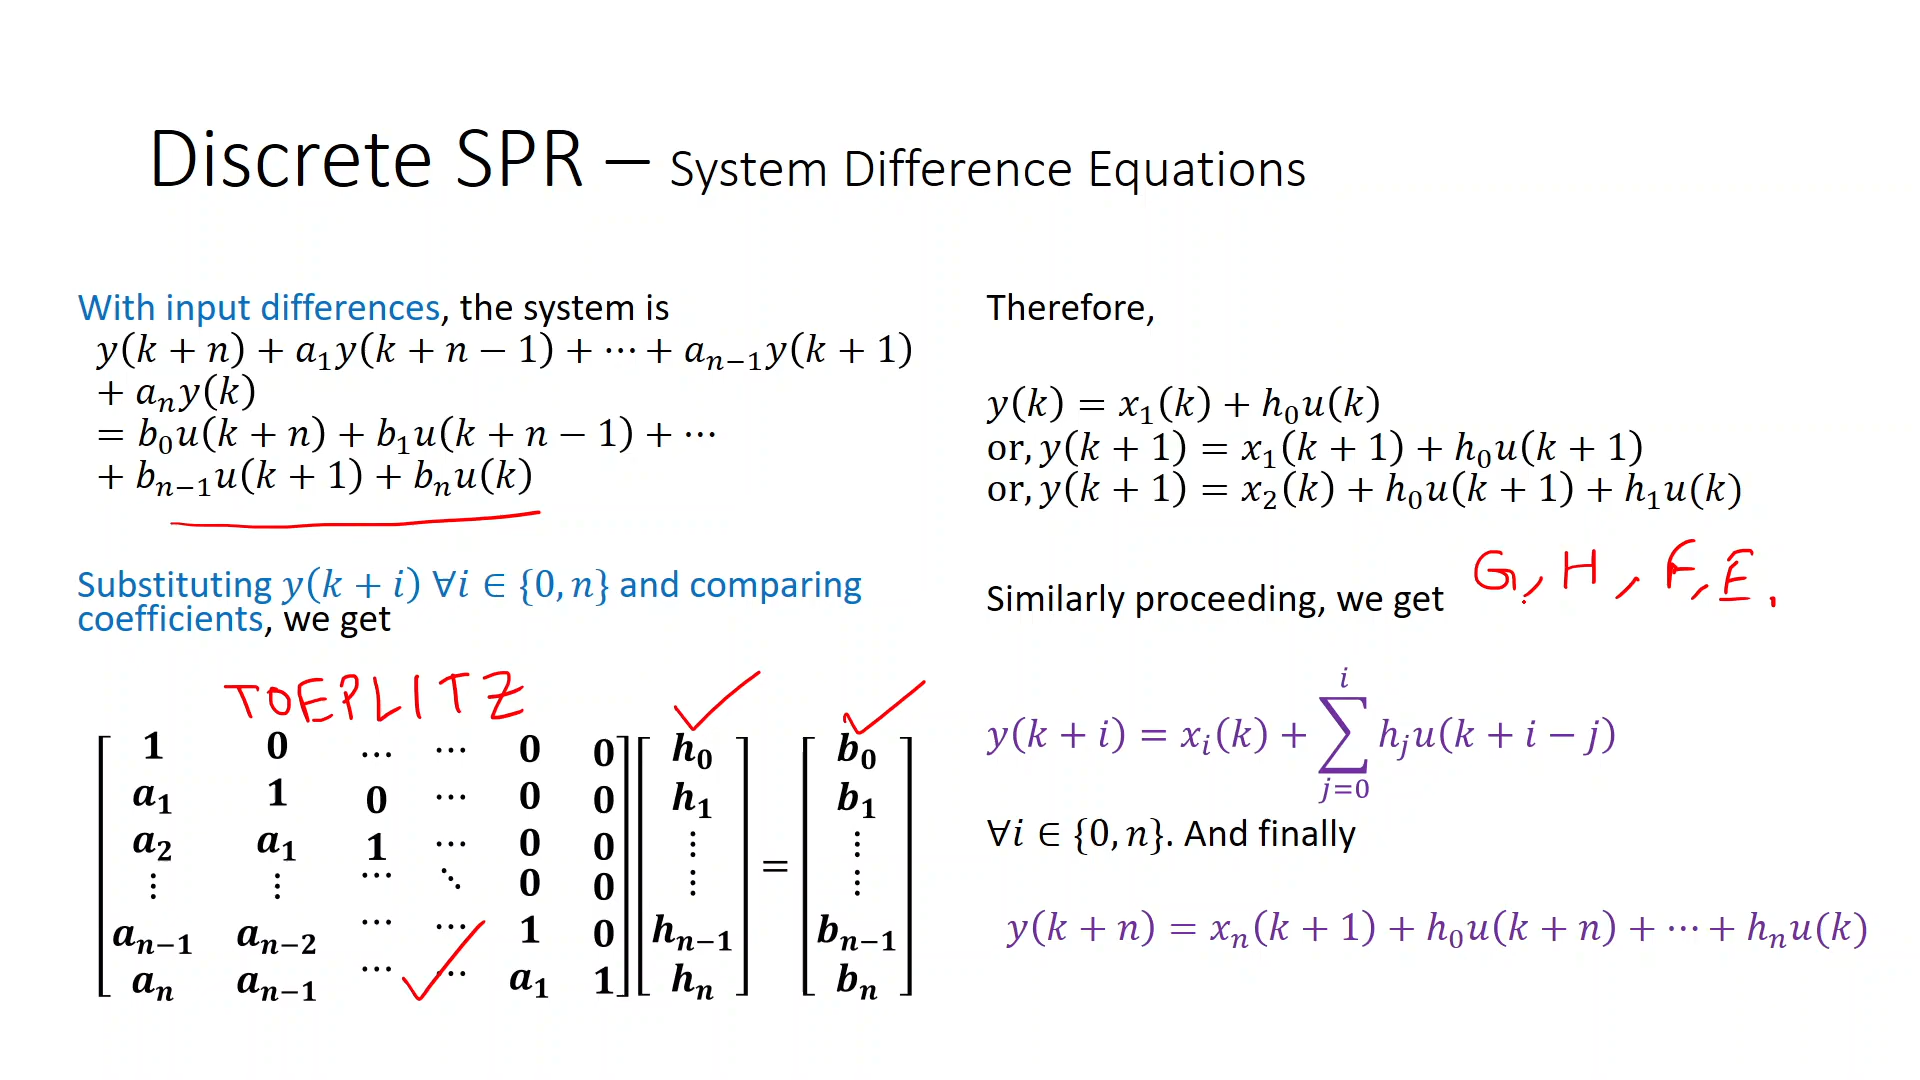 Discrete SPR – System Difference Equations
With input differences, the system is
y(k + n) + a₁y(k + n − 1) + ⋯ + aₙ₋₁y(k + 1)
+ aₙy(k)
= b₀u(k + n) + b₁u(k + n − 1) + ⋯
+ bₙ₋₁u(k + 1) + bₙu(k)
Substituting y(k + i) ∀i ∈ {0, n} and comparing
coefficients, we get
TOEPLITZ
[1 0 ⋯ ⋯ 0 0] [h₀] [b₀]
[a₁ 1 0 ⋯ 0 0] [h₁] [b₁]
[a₂ a₁ 1 ⋯ 0 0] [⋮] [⋮]
[⋮ ⋮ ⋯ ⋱ 0 0] [⋮] = [⋮]
[aₙ₋₁ aₙ₋₂ ⋯ ⋯ 1 0] [hₙ₋₁] [bₙ₋₁]
[aₙ aₙ₋₁ ⋯ ⋯ a₁ 1] [hₙ] [bₙ]
Therefore,
y(k) = x₁(k) + h₀u(k)
or, y(k + 1) = x₁(k + 1) + h₀u(k + 1)
or, y(k + 1) = x₂(k) + h₀u(k + 1) + h₁u(k)
G, H, F, E.
Similarly proceeding, we get
y(k + i) = xᵢ(k) + ∑ⱼ₌₀ⁱ hⱼu(k + i − j)
∀i ∈ {0, n}. And finally
y(k + n) = xₙ(k + 1) + h₀u(k + n) + ⋯ + hₙu(k)